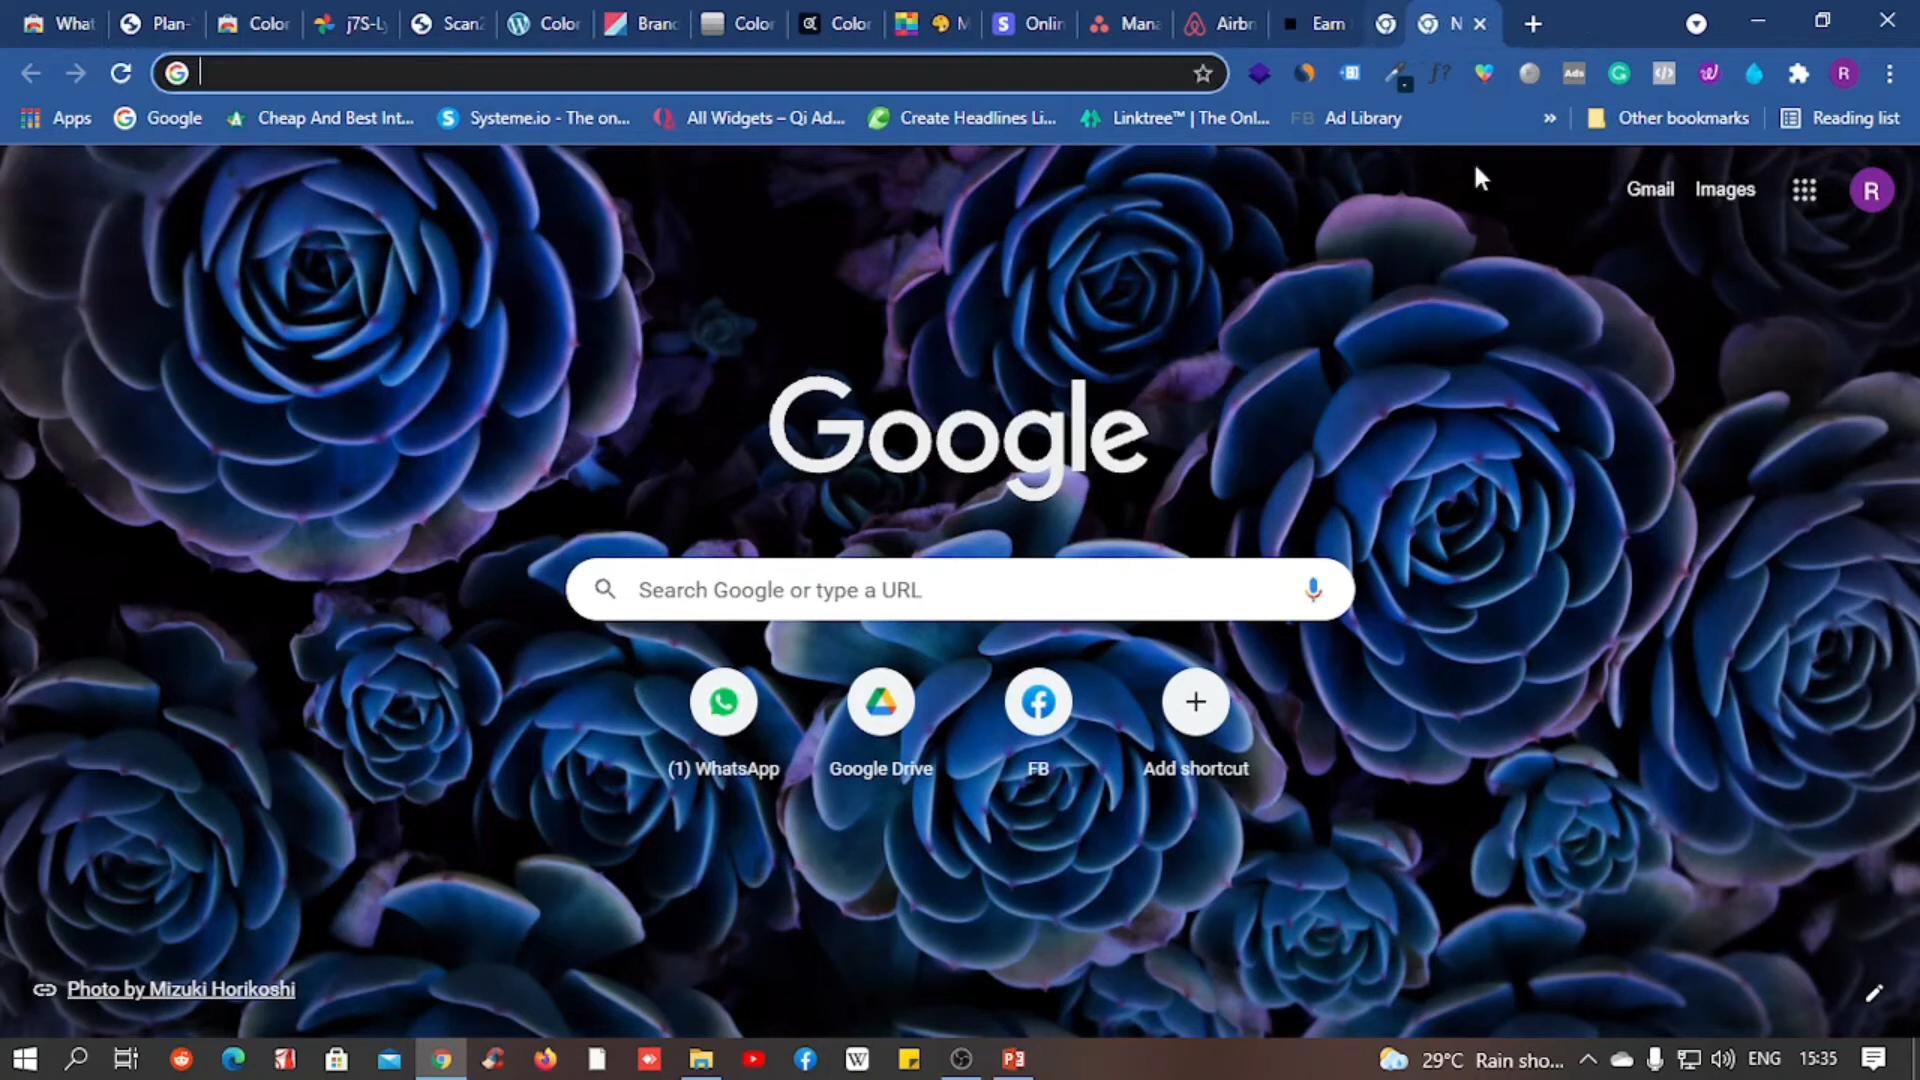 What
Plan-
Color
j7S-L
Scan
Color
Branc
Color
Color
M
Onlin
Mana
Airbn
Earn
N
Apps
Google
Cheap And Best Int...
Systeme.io - The on...
All Widgets – Qi Ad...
Create Headlines Li...
Linktree™ | The Onl...
FB Ad Library
»
Other bookmarks
Reading list
Ads
f?
R
Gmail
Images
R
Google
Search Google or type a URL
(1) WhatsApp
Google Drive
FB
Add shortcut
Photo by Mizuki Horikoshi
29°C Rain sho...
ENG
15:35